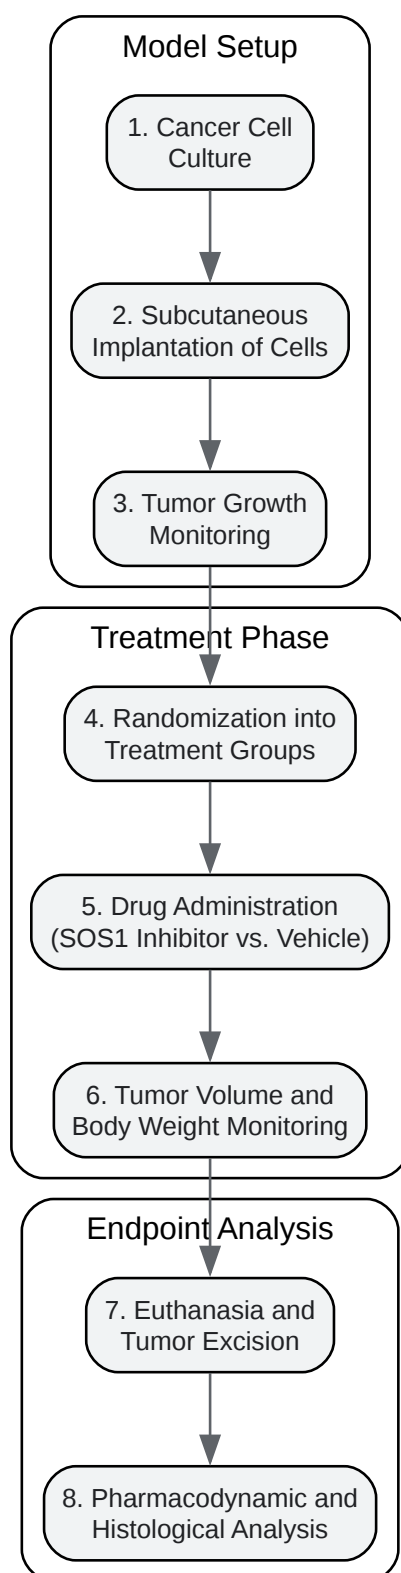 Model Setup
1. Cancer Cell
Culture
2. Subcutaneous
Implantation of Cells
3. Tumor Growth
Monitoring
Treatment Phase
4. Randomization into
Treatment Groups
5. Drug Administration
(SOS1 Inhibitor vs. Vehicle)
6. Tumor Volume and
Body Weight Monitoring
Endpoint Analysis
7. Euthanasia and
Tumor Excision
8. Pharmacodynamic and
Histological Analysis